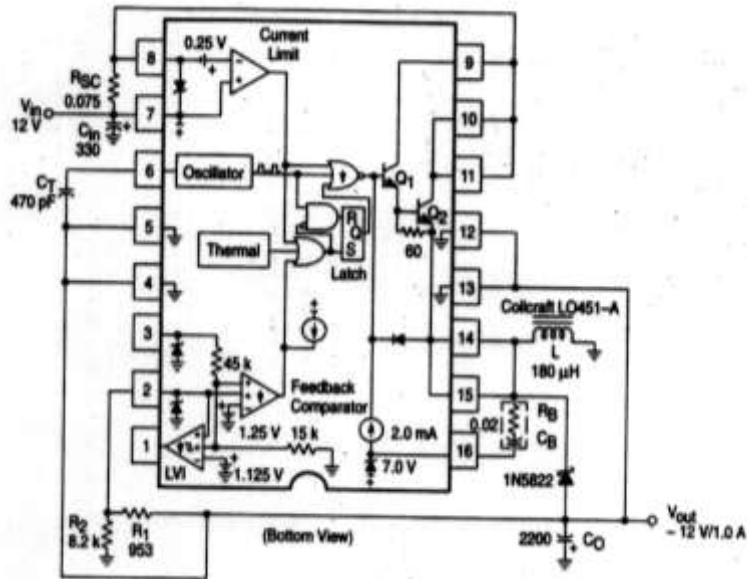 Current
Limit
0.25 V
8
RSC
0.075
Vin
12 V
7
Cin
330
+
6
Oscillator
CT
470 pF
5
4
Thermal
R
Q
S
Latch
Q1
Q2
60
9
10
11
12
13
Coilcraft LO451–A
14
L
180 µH
15
3
45 k
2
Feedback
Comparator
1.25 V
15 k
1
LVI
1.125 V
2.0 mA
7.0 V
16
0.02
RB
CB
1N5822
R2
8.2 k
R1
953
(Bottom View)
2200
CO
Vout
– 12 V/1.0 A